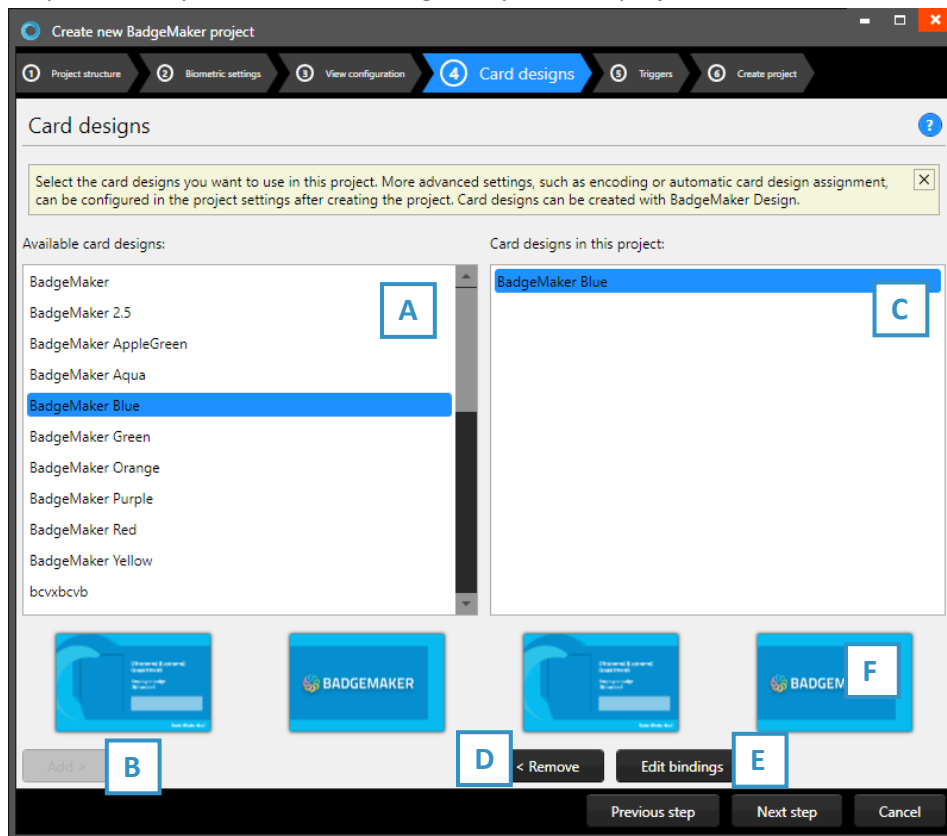 Create new BadgeMaker project
1 Project structure 2 Biometric settings 3 View configuration 4 Card designs 5 Triggers 6 Create project
Card designs ?
Select the card designs you want to use in this project. More advanced settings, such as encoding or automatic card design assignment,
can be configured in the project settings after creating the project. Card designs can be created with BadgeMaker Design.
Available card designs: Card designs in this project:
BadgeMaker
BadgeMaker 2.5
BadgeMaker AppleGreen
BadgeMaker Aqua
BadgeMaker Blue
BadgeMaker Green
BadgeMaker Orange
BadgeMaker Purple
BadgeMaker Red
BadgeMaker Yellow
bcvxbcvb
A
BadgeMaker Blue
C
BADGEMAKER
BADGEM
F
Add >
B
D
< Remove
Edit bindings
E
Previous step Next step Cancel